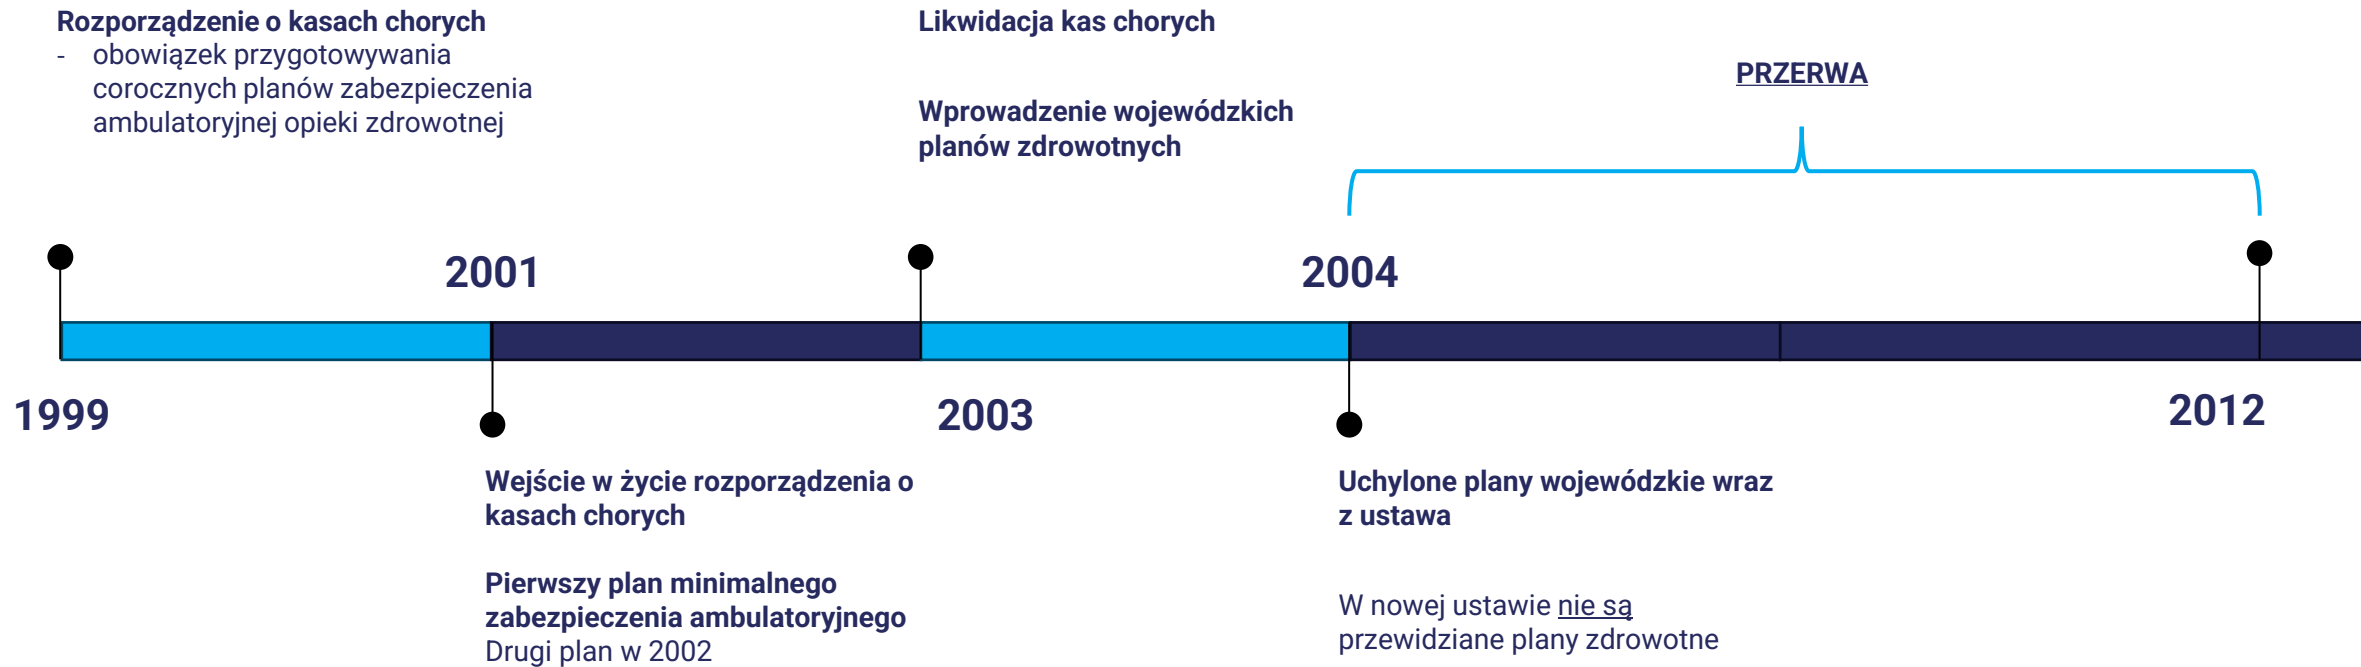 Rozporządzenie o kasach chorych
- obowiązek przygotowywania
corocznych planów zabezpieczenia
ambulatoryjnej opieki zdrowotnej
Likwidacja kas chorych
Wprowadzenie wojewódzkich
planów zdrowotnych
PRZERWA
2001
2004
1999
2003
2012
Wejście w życie rozporządzenia o
kasach chorych
Pierwszy plan minimalnego
zabezpieczenia ambulatoryjnego
Drugi plan w 2002
Uchylone plany wojewódzkie wraz
z ustawa
W nowej ustawie nie są
przewidziane plany zdrowotne